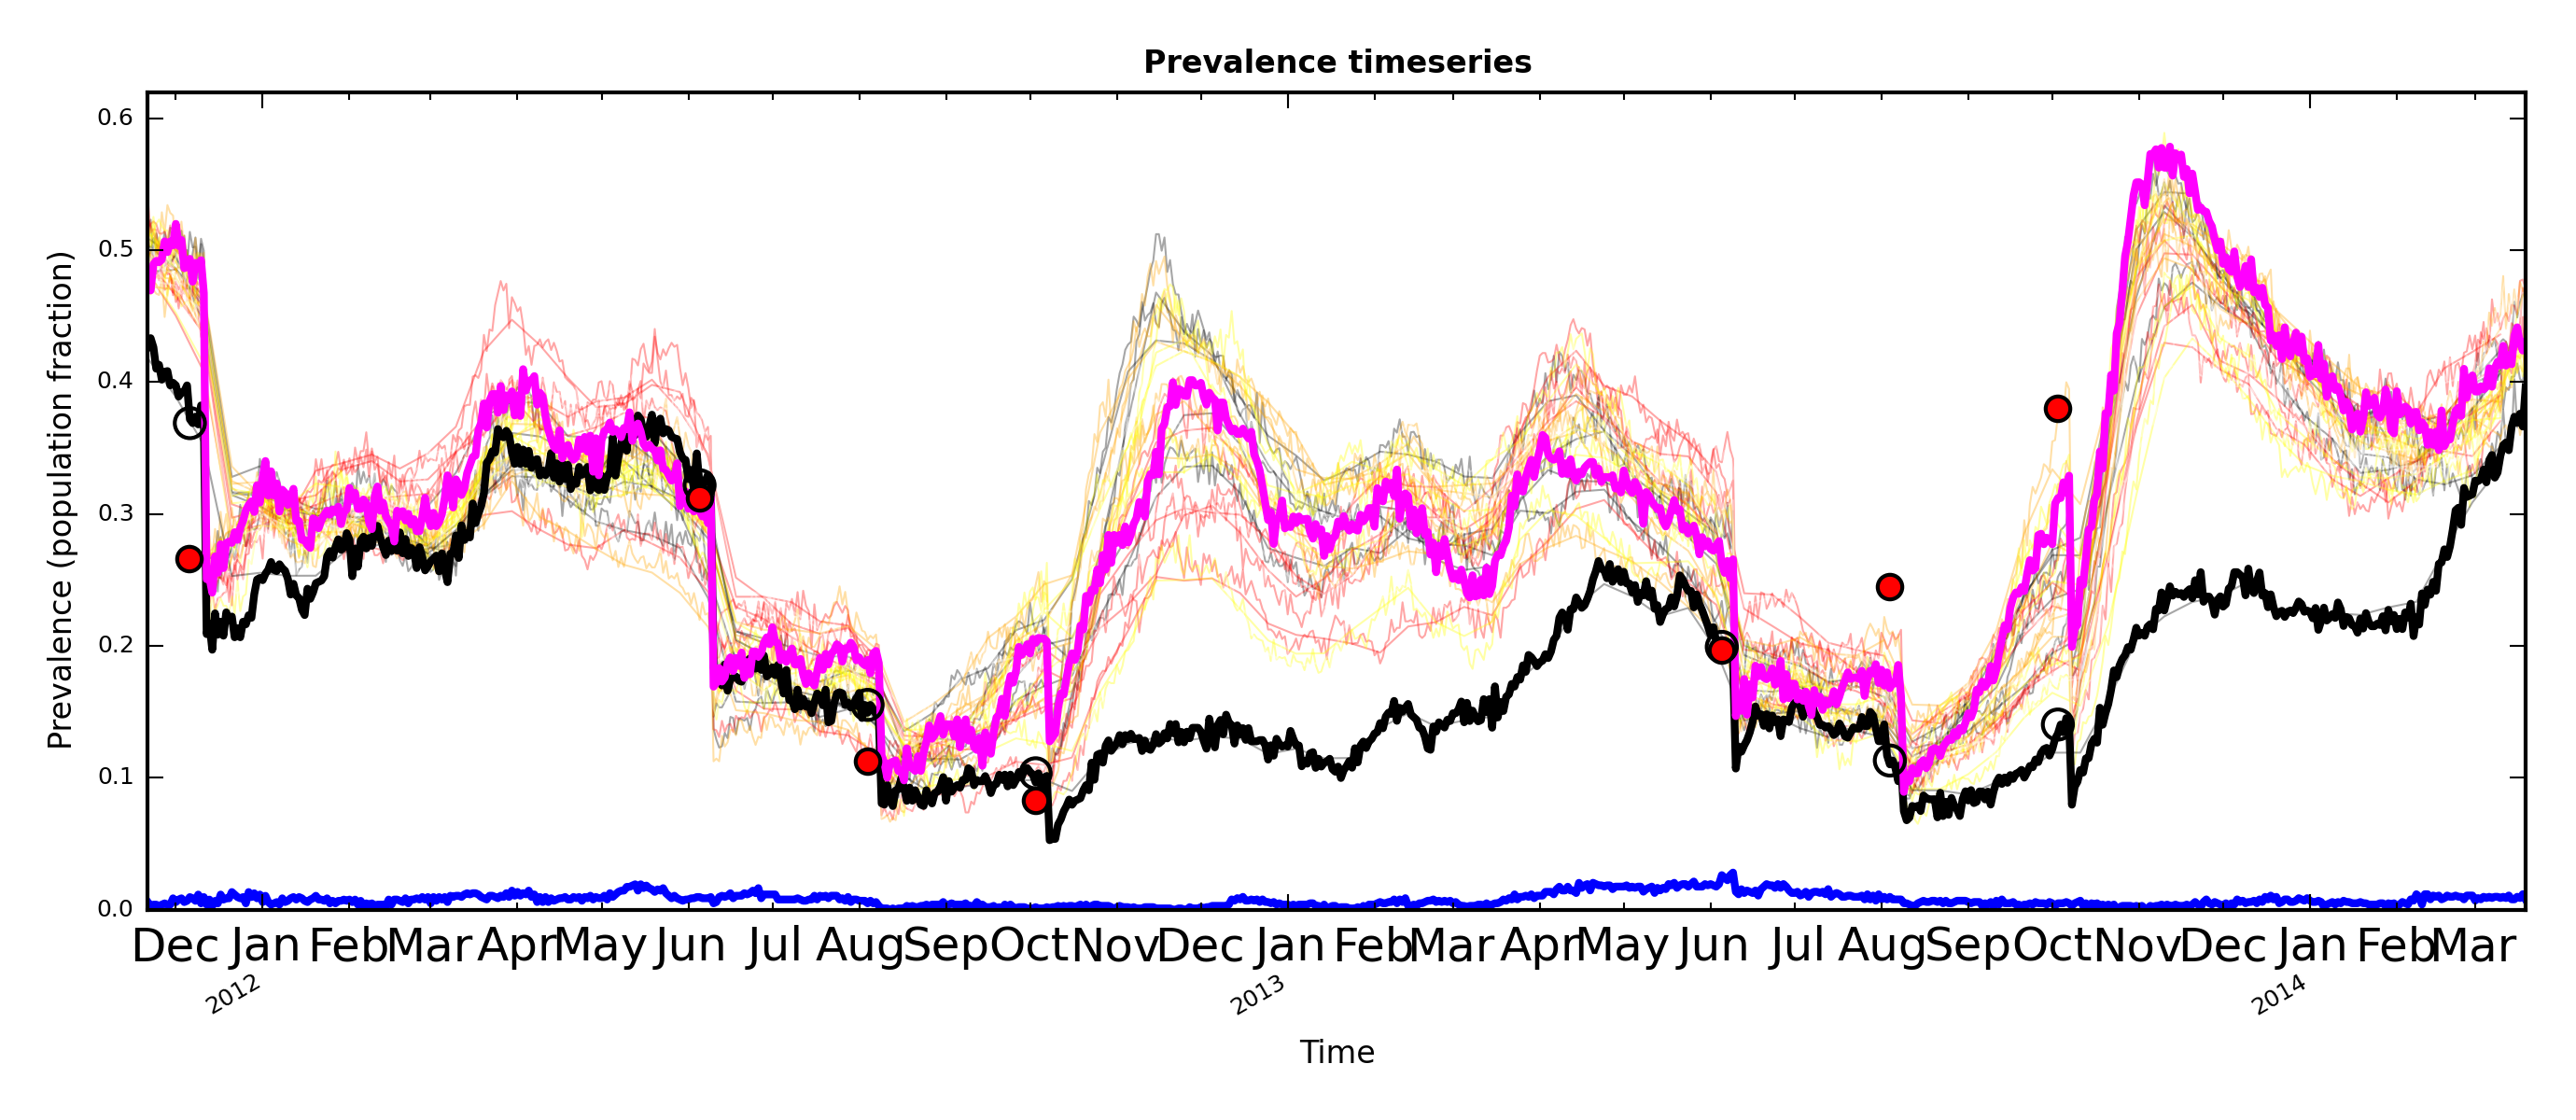 Prevalence timeseries
Prevalence (population fraction)
0.6
0.5
0.4
0.3
0.2
0.1
0.0
Dec Jan Feb Mar Apr May Jun Jul Aug Sep Oct Nov Dec Jan Feb Mar Apr May Jun Jul Aug Sep Oct Nov Dec Jan Feb Mar
2012 2013 2014
Time